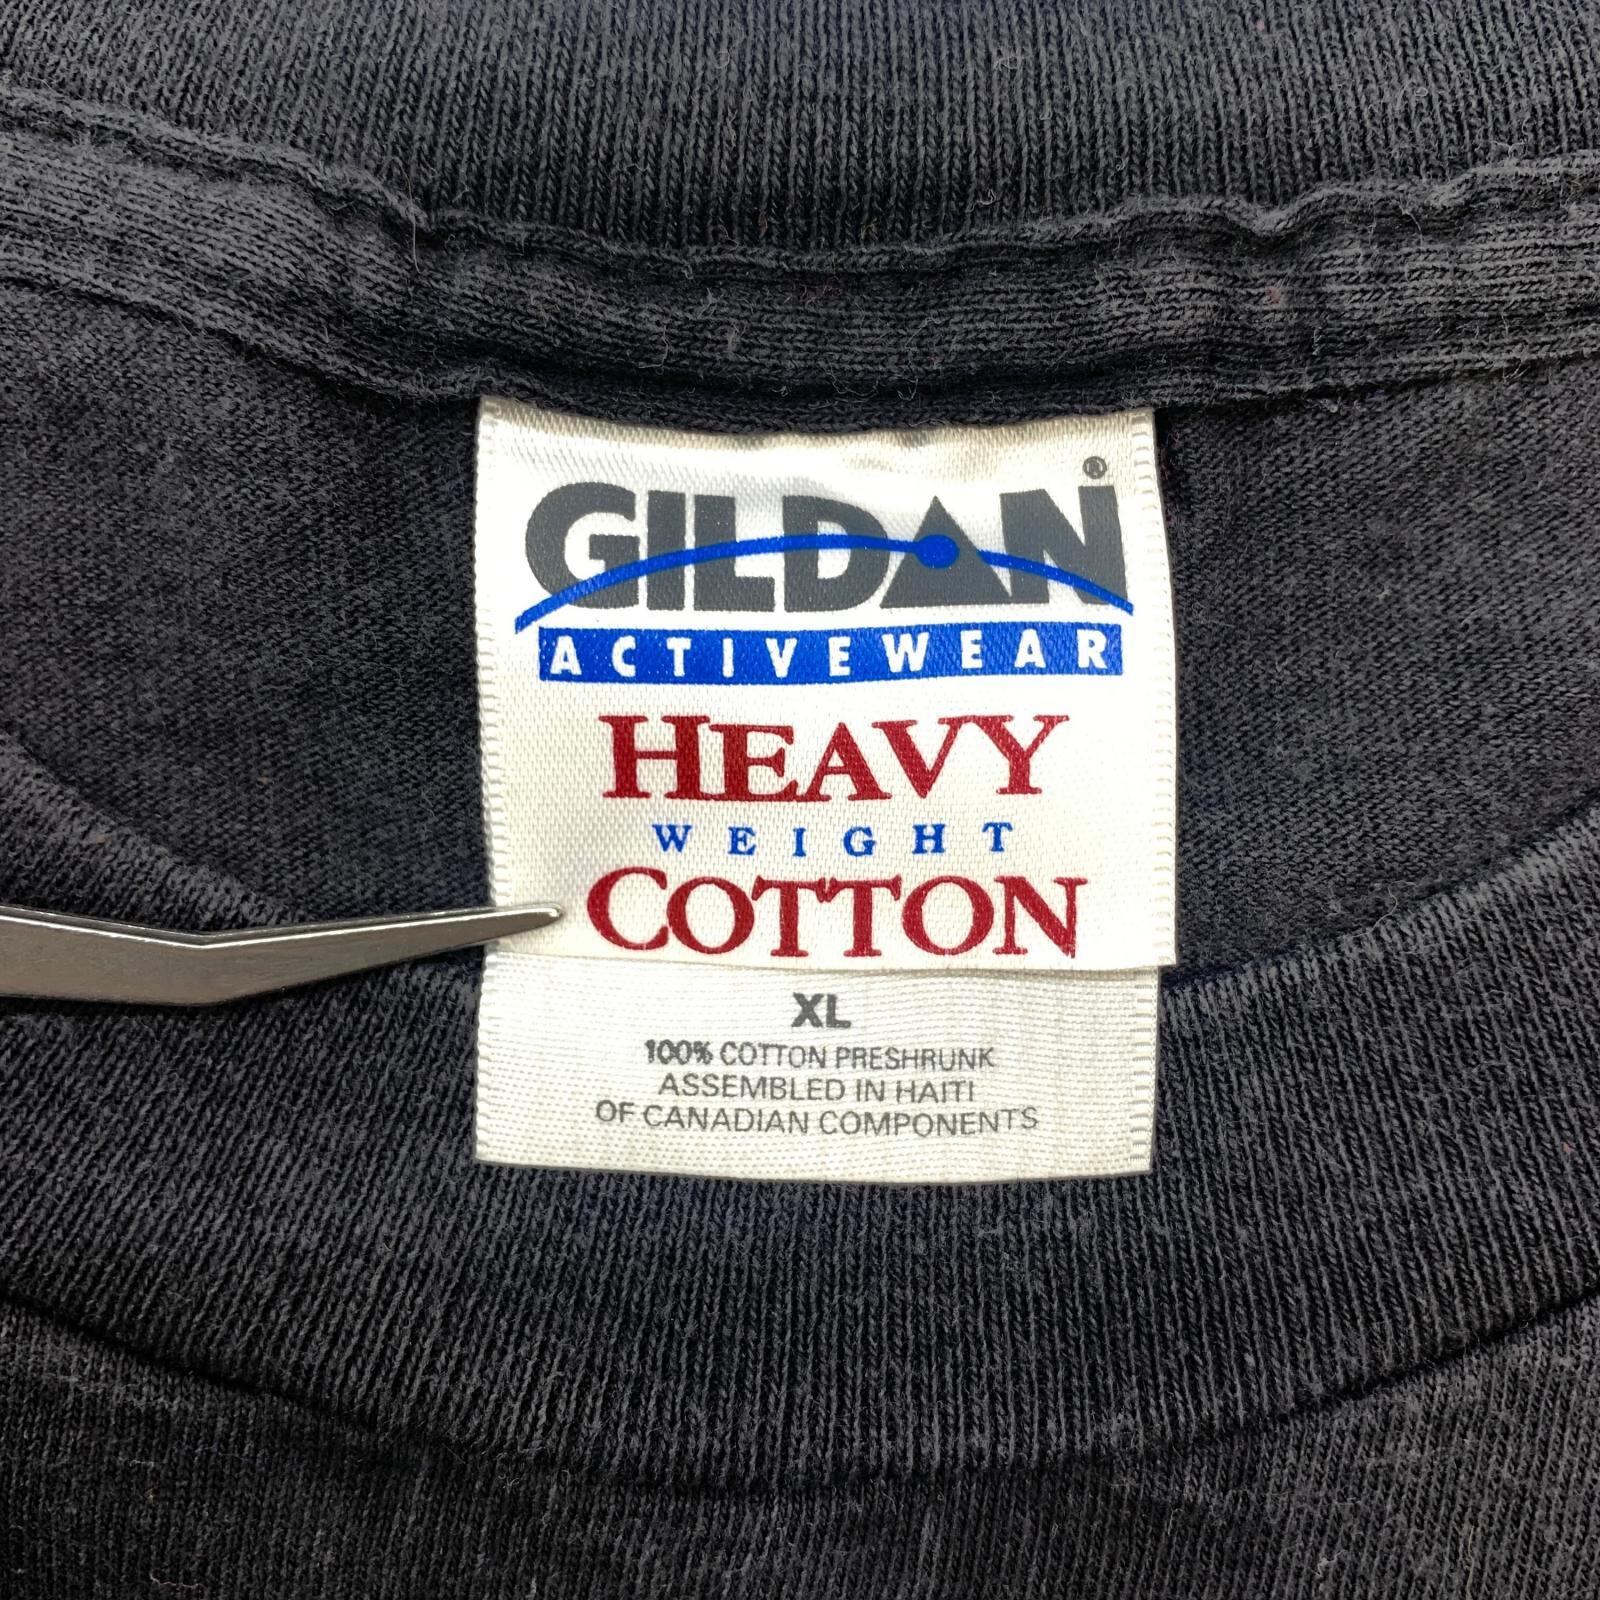 GILDAN®
ACTIVEWEAR
HEAVY
WEIGHT
COTTON
XL
100% COTTON PRESHRUNK
ASSEMBLED IN HAITI
OF CANADIAN COMPONENTS